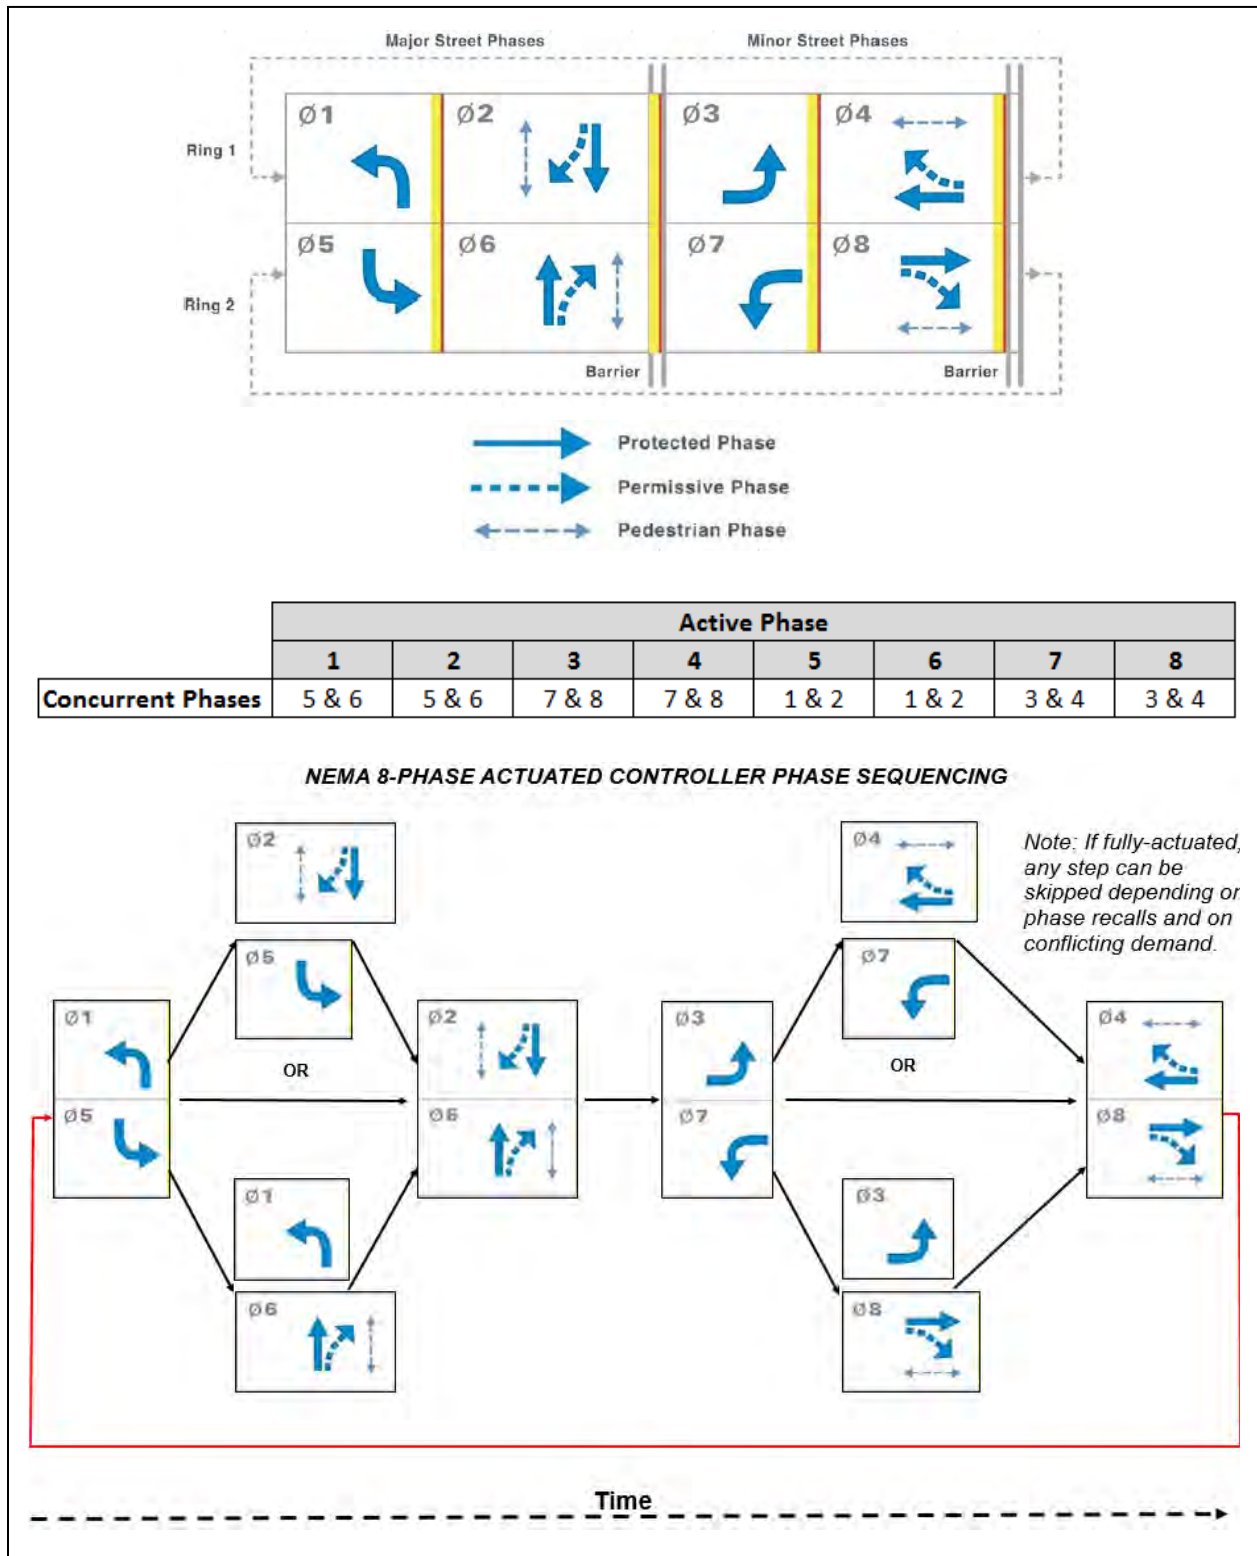 Major Street Phases Minor Street Phases
Ø1 Ø2 Ø3 Ø4
Ring 1
Ø5 Ø6 Ø7 Ø8
Ring 2
Barrier Barrier
Protected Phase
Permissive Phase
Pedestrian Phase
Active Phase
1 2 3 4 5 6 7 8
Concurrent Phases 5 & 6 5 & 6 7 & 8 7 & 8 1 & 2 1 & 2 3 & 4 3 & 4
NEMA 8-PHASE ACTUATED CONTROLLER PHASE SEQUENCING
Ø2 Ø4
Note: If fully-actuated,
any step can be
skipped depending on
phase recalls and on
conflicting demand.
Ø5 Ø7
Ø1 Ø2 Ø3 Ø4
OR OR
Ø5 Ø6 Ø7 Ø8
Ø1 Ø3
Ø6 Ø8
Time